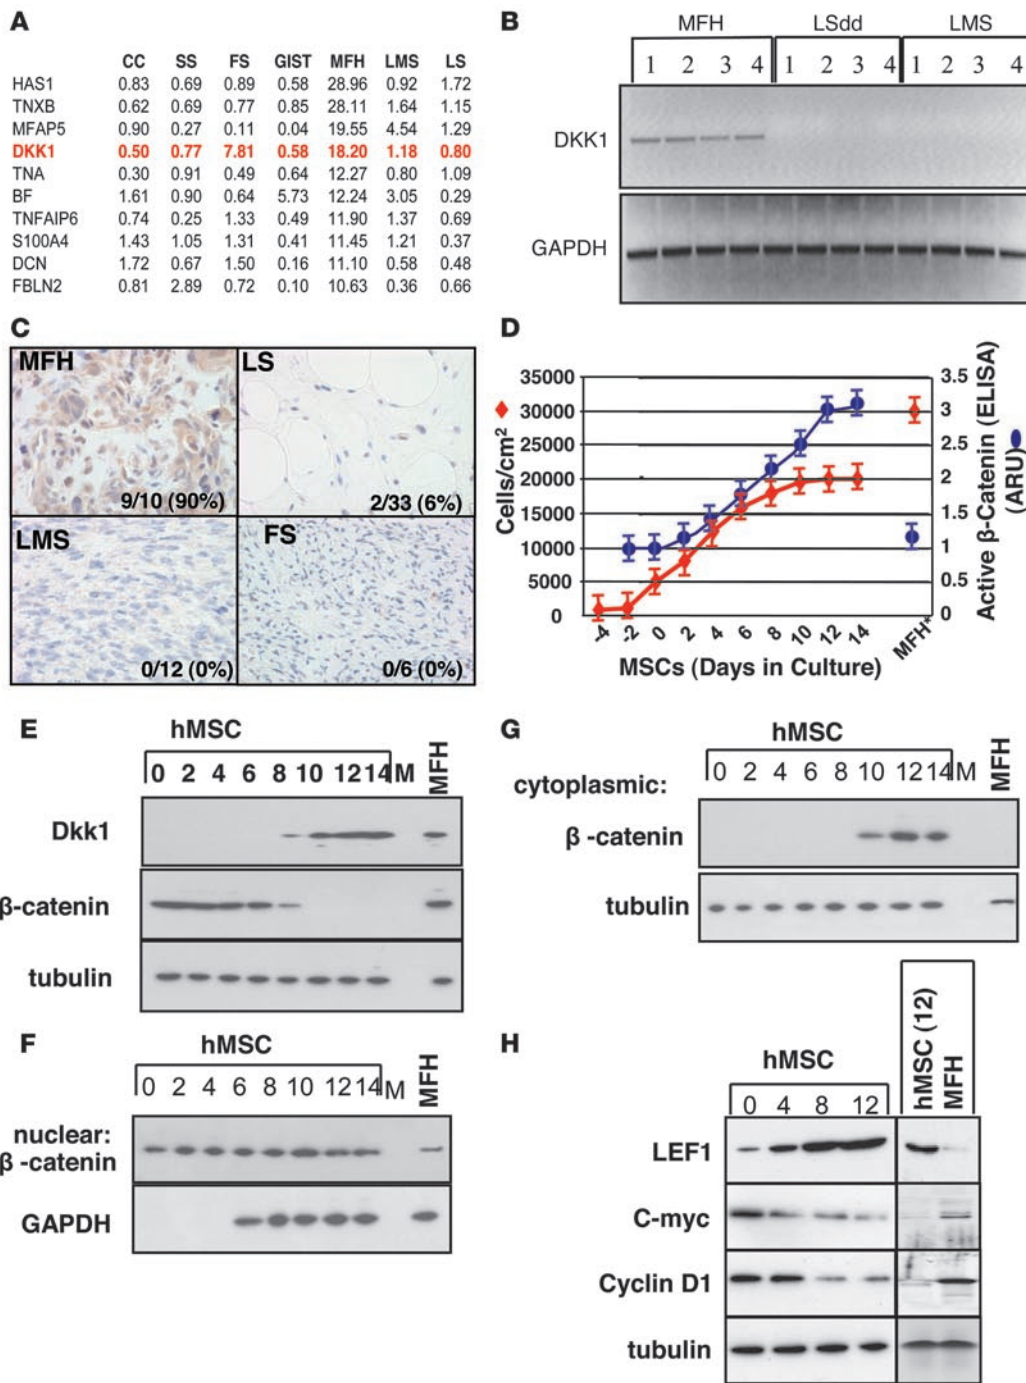 A
CC SS FS GIST MFH LMS LS
HAS1 0.83 0.69 0.89 0.58 28.96 0.92 1.72
TNXB 0.62 0.69 0.77 0.85 28.11 1.64 1.15
MFAP5 0.90 0.27 0.11 0.04 19.55 4.54 1.29
DKK1 0.50 0.77 7.81 0.58 18.20 1.18 0.80
TNA 0.30 0.91 0.49 0.64 12.27 0.80 1.09
BF 1.61 0.90 0.64 5.73 12.24 3.05 0.29
TNFAIP6 0.74 0.25 1.33 0.49 11.90 1.37 0.69
S100A4 1.43 1.05 1.31 0.41 11.45 1.21 0.37
DCN 1.72 0.67 1.50 0.16 11.10 0.58 0.48
FBLN2 0.81 2.89 0.72 0.10 10.63 0.36 0.66
B
MFH LSdd LMS
1 2 3 4 1 2 3 4 1 2 3 4
DKK1
GAPDH
C
MFH
9/10 (90%)
LS
2/33 (6%)
LMS
0/12 (0%)
FS
0/6 (0%)
D
Cells/cm²
35000
30000
25000
20000
15000
10000
5000
0
3.5
3
2.5
2
1.5
1
0.5
0
Active β-Catenin (ELISA)
(ARU)
-4 -2 0 2 4 6 8 10 12 14 MFH*
MSCs (Days in Culture)
E
hMSC
0 2 4 6 8 10 12 14 M MFH
Dkk1
β-catenin
tubulin
F
hMSC
0 2 4 6 8 10 12 14 M MFH
nuclear:
β -catenin
GAPDH
G
hMSC
cytoplasmic: 0 2 4 6 8 10 12 14 M MFH
β -catenin
tubulin
H
hMSC
0 4 8 12
hMSC (12)
MFH
LEF1
C-myc
Cyclin D1
tubulin